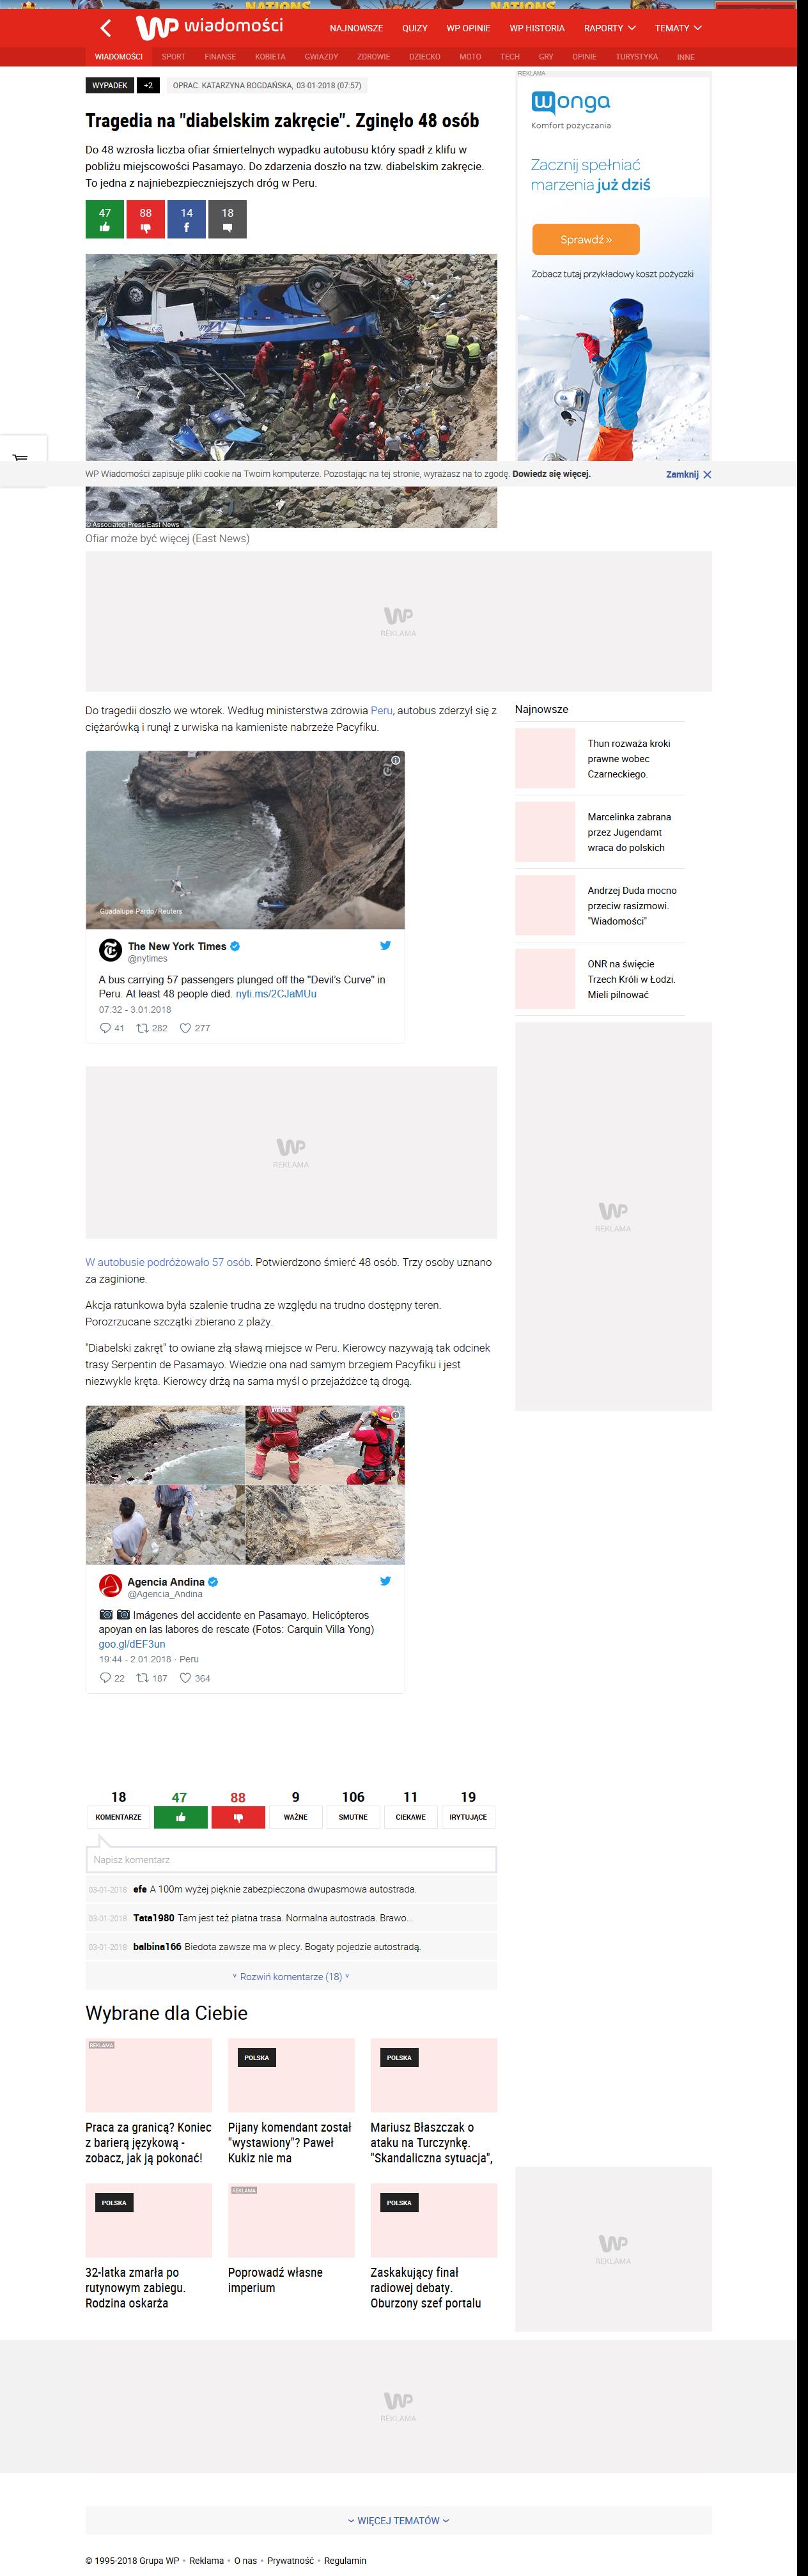 NATIONS
NATIONS
WP wiadomości
NAJNOWSZE QUIZY WP OPINIE WP HISTORIA RAPORTY TEMATY
WIADOMOŚCI SPORT FINANSE KOBIETA GWIAZDY ZDROWIE DZIECKO MOTO TECH GRY OPINIE TURYSTYKA INNE
WYPADEK +2 OPRAC. KATARZYNA BOGDAŃSKA, 03-01-2018 (07:57)
Tragedia na "diabelskim zakręcie". Zginęło 48 osób
Do 48 wzrosła liczba ofiar śmiertelnych wypadku autobusu który spadł z klifu w
pobliżu miejscowości Pasamayo. Do zdarzenia doszło na tzw. diabelskim zakręcie.
To jedna z najniebezpieczniejszych dróg w Peru.
47 88 14 18
REKLAMA
wonga
Komfort pożyczania
Zacznij spełniać
marzenia już dziś
Sprawdź »
Zobacz tutaj przykładowy koszt pożyczki
WP Wiadomości zapisuje pliki cookie na Twoim komputerze. Pozostając na tej stronie, wyrażasz na to zgodę. Dowiedz się więcej.
Zamknij
© Associated Press/East News
Ofiar może być więcej (East News)
WP
REKLAMA
Do tragedii doszło we wtorek. Według ministerstwa zdrowia Peru, autobus zderzył się z
ciężarówką i runął z urwiska na kamieniste nabrzeże Pacyfiku.
Guadalupe Pardo/Reuters
The New York Times
@nytimes
A bus carrying 57 passengers plunged off the "Devil's Curve" in
Peru. At least 48 people died. nyti.ms/2CJaMUu
07:32 - 3.01.2018
41 282 277
Najnowsze
Thun rozważa kroki
prawne wobec
Czarneckiego.
Marcelinka zabrana
przez Jugendamt
wraca do polskich
Andrzej Duda mocno
przeciw rasizmowi.
"Wiadomości"
ONR na święcie
Trzech Króli w Łodzi.
Mieli pilnować
WP
REKLAMA
WP
REKLAMA
W autobusie podróżowało 57 osób. Potwierdzono śmierć 48 osób. Trzy osoby uznano
za zaginione.
Akcja ratunkowa była szalenie trudna ze względu na trudno dostępny teren.
Porozrzucane szczątki zbierano z plaży.
"Diabelski zakręt" to owiane złą sławą miejsce w Peru. Kierowcy nazywają tak odcinek
trasy Serpentin de Pasamayo. Wiedzie ona nad samym brzegiem Pacyfiku i jest
niezwykle kręta. Kierowcy drżą na sama myśl o przejażdżce tą drogą.
Agencia Andina
@Agencia_Andina
Imágenes del accidente en Pasamayo. Helicópteros
apoyan en las labores de rescate (Fotos: Carquin Villa Yong)
goo.gl/dEF3un
19:44 - 2.01.2018 · Peru
22 187 364
18 47 88 9 106 11 19
KOMENTARZE WAŻNE SMUTNE CIEKAWE IRYTUJĄCE
Napisz komentarz
03-01-2018 efe A 100m wyżej pięknie zabezpieczona dwupasmowa autostrada.
03-01-2018 Tata1980 Tam jest też płatna trasa. Normalna autostrada. Brawo...
03-01-2018 balbina166 Biedota zawsze ma w plecy. Bogaty pojedzie autostradą.
Rozwiń komentarze (18)
Wybrane dla Ciebie
REKLAMA
Praca za granicą? Koniec
z barierą językową -
zobacz, jak ją pokonać!
POLSKA
Pijany komendant został
"wystawiony"? Paweł
Kukiz nie ma
POLSKA
Mariusz Błaszczak o
ataku na Turczynkę.
"Skandaliczna sytuacja",
POLSKA
32-latka zmarła po
rutynowym zabiegu.
Rodzina oskarża
REKLAMA
Poprowadź własne
imperium
POLSKA
Zaskakujący finał
radiowej debaty.
Oburzony szef portalu
WP
REKLAMA
WP
REKLAMA
WIĘCEJ TEMATÓW
© 1995-2018 Grupa WP • Reklama • O nas • Prywatność • Regulamin